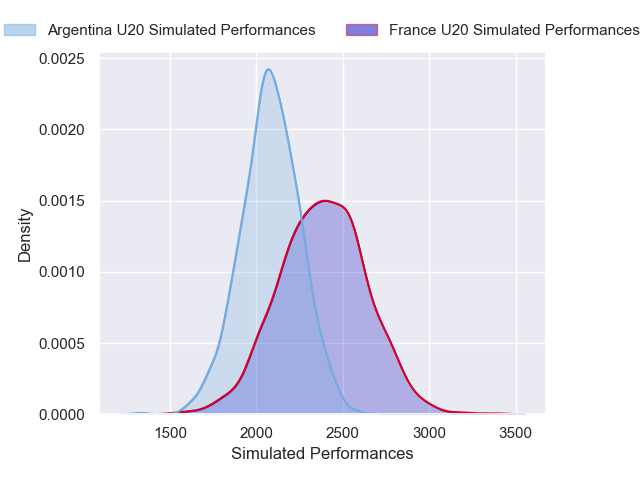 Argentina U20 Simulated Performances
France U20 Simulated Performances
0.0025
0.0020
0.0015
0.0010
0.0005
0.0000
Density
1500
2000
2500
3000
3500
Simulated Performances